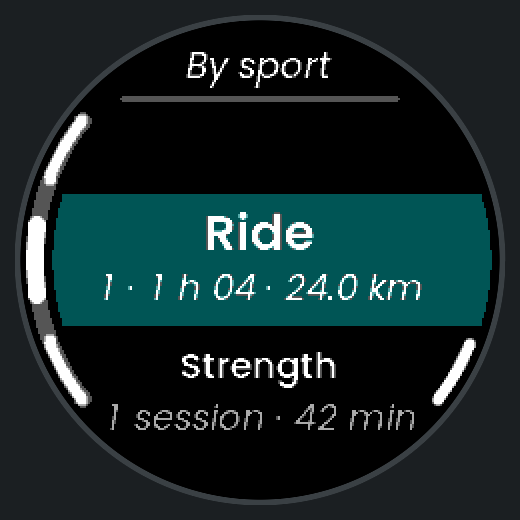 By sport
Ride
1 · 1 h 04 · 24.0 km
Strength
1 session · 42 min